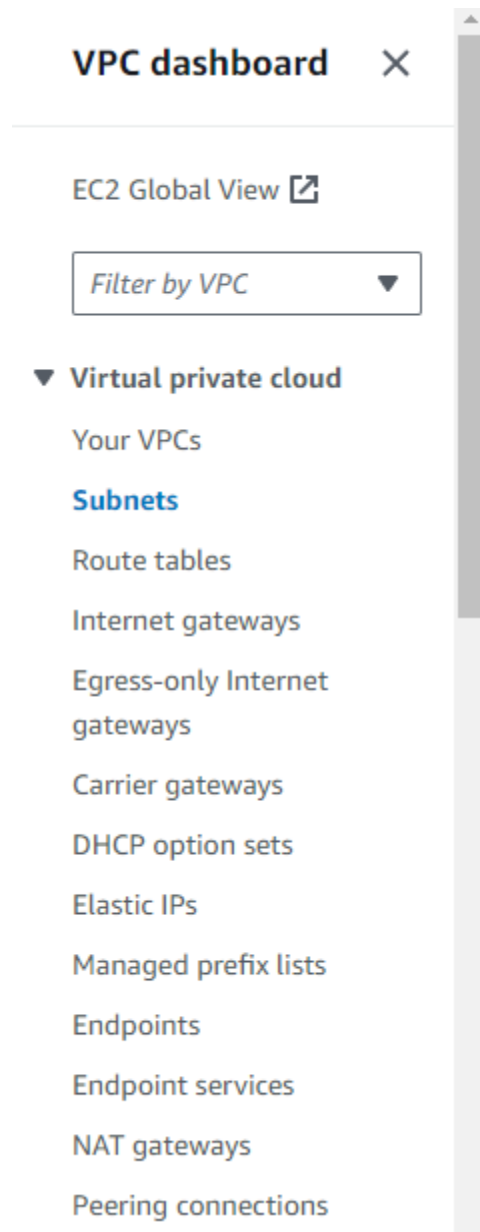 VPC dashboard
EC2 Global View
Filter by VPC
Virtual private cloud
Your VPCs
Subnets
Route tables
Internet gateways
Egress-only Internet
gateways
Carrier gateways
DHCP option sets
Elastic IPs
Managed prefix lists
Endpoints
Endpoint services
NAT gateways
Peering connections